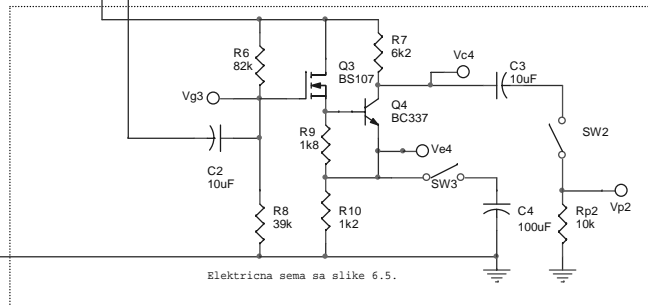 R7
6k2
R6
82k
Q3
BS107
Vc4
C3
10uF
Vg3
Q4
BC337
SW2
R9
1k8
Ve4
C2
10uF
SW3
Vp2
R8
39k
R10
1k2
C4
100uF
Rp2
10k
Elektricna sema sa slike 6.5.